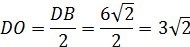 DO = DB/2 = 6√2/2 = 3√2